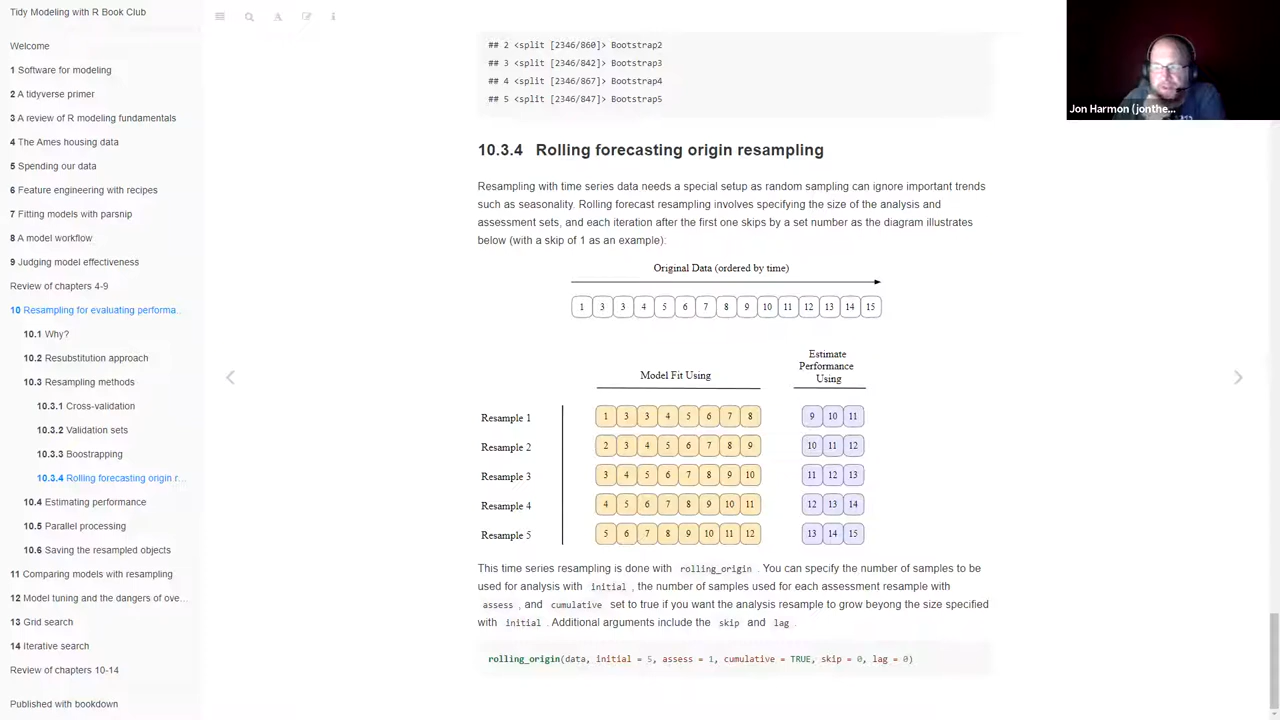 Tidy Modeling with R Book Club
Welcome
1 Software for modeling
2 A tidyverse primer
3 A review of R modeling fundamentals
4 The Ames housing data
5 Spending our data
6 Feature engineering with recipes
7 Fitting models with parsnip
8 A model workflow
9 Judging model effectiveness
Review of chapters 4-9
10 Resampling for evaluating performa...
10.1 Why?
10.2 Resubstitution approach
10.3 Resampling methods
10.3.1 Cross-validation
10.3.2 Validation sets
10.3.3 Boostrapping
10.3.4 Rolling forecasting origin r...
10.4 Estimating performance
10.5 Parallel processing
10.6 Saving the resampled objects
11 Comparing models with resampling
12 Model tuning and the dangers of ove...
13 Grid search
14 Iterative search
Review of chapters 10-14
Published with bookdown
## 2 <split [2346/860]> Bootstrap2
## 3 <split [2346/842]> Bootstrap3
## 4 <split [2346/867]> Bootstrap4
## 5 <split [2346/847]> Bootstrap5
10.3.4 Rolling forecasting origin resampling
Resampling with time series data needs a special setup as random sampling can ignore important trends
such as seasonality. Rolling forecast resampling involves specifying the size of the analysis and
assessment sets, and each iteration after the first one skips by a set number as the diagram illustrates
below (with a skip of 1 as an example):
Original Data (ordered by time)
1 3 3 4 5 6 7 8 9 10 11 12 13 14 15
Model Fit Using
Estimate
Performance
Using
Resample 1 1 3 3 4 5 6 7 8 9 10 11
Resample 2 2 3 4 5 6 7 8 9 10 11 12
Resample 3 3 4 5 6 7 8 9 10 11 12 13
Resample 4 4 5 6 7 8 9 10 11 12 13 14
Resample 5 5 6 7 8 9 10 11 12 13 14 15
This time series resampling is done with rolling_origin . You can specify the number of samples to be
used for analysis with initial , the number of samples used for each assessment resample with
assess , and cumulative set to true if you want the analysis resample to grow beyong the size specified
with initial . Additional arguments include the skip and lag .
rolling_origin(data, initial = 5, assess = 1, cumulative = TRUE, skip = 0, lag = 0)
Jon Harmon (jonthe...